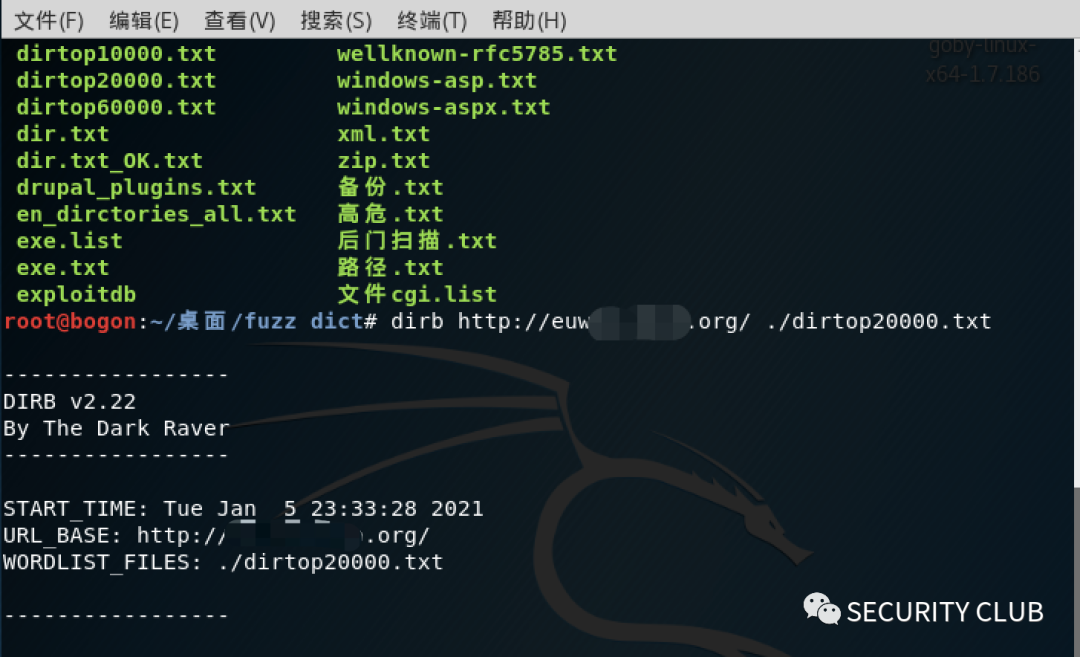 文件(F) 编辑(E) 查看(V) 搜索(S) 终端(T) 帮助(H)
goby-linux-
x64-1.7.186
dirtop10000.txt wellknown-rfc5785.txt
dirtop20000.txt windows-asp.txt
dirtop60000.txt windows-aspx.txt
dir.txt xml.txt
dir.txt_OK.txt zip.txt
drupal_plugins.txt 备份.txt
en_dirctories_all.txt 高危.txt
exe.list 后门扫描.txt
exe.txt 路径.txt
exploitdb 文件cgi.list
root@bogon:~/桌面/fuzz dict# dirb http://euw .org/ ./dirtop20000.txt
-----------------
DIRB v2.22
By The Dark Raver
-----------------
START_TIME: Tue Jan  5 23:33:28 2021
URL_BASE: http:// .org/
WORDLIST_FILES: ./dirtop20000.txt
-----------------
SECURITY CLUB